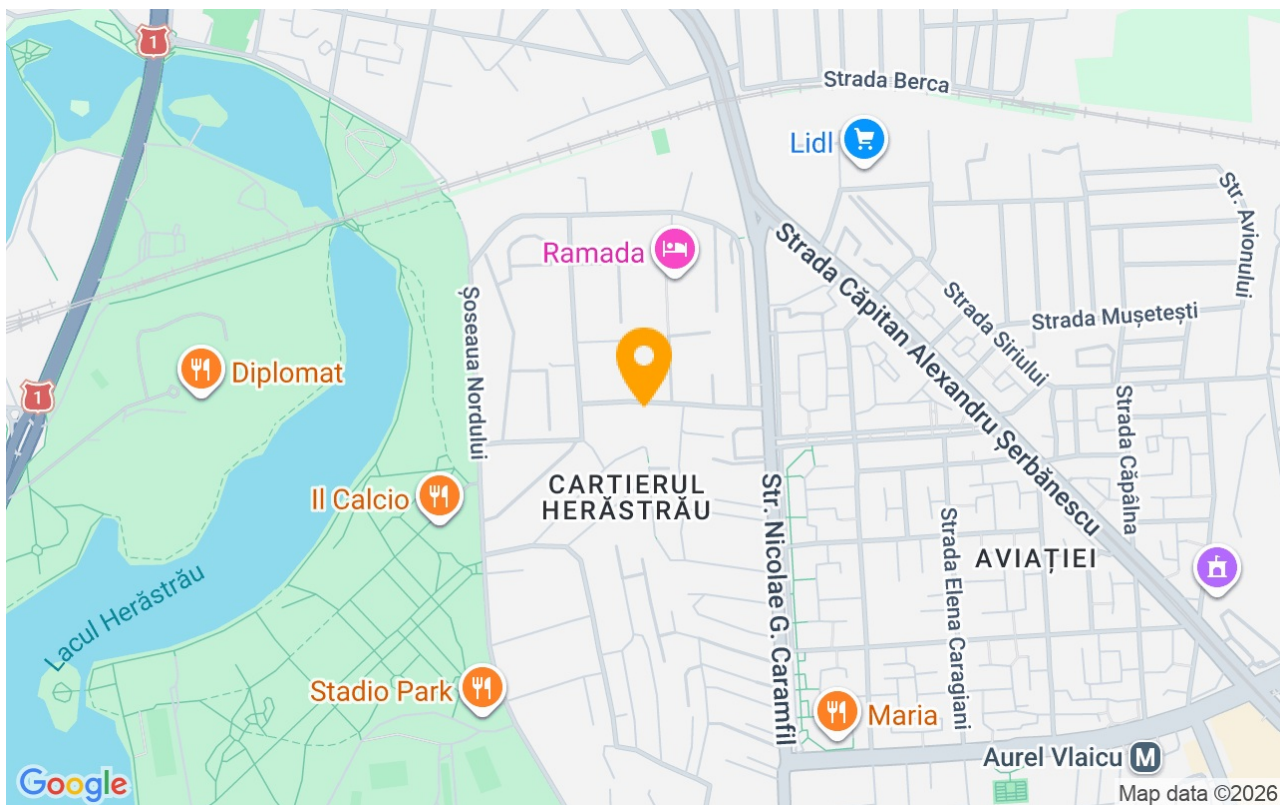 1
Strada Berca
Lidl
Str. Avionului
Ramada
Strada Căpitan Alexandru Șerbănescu
Șoseaua Nordului
Strada Siriului
Strada Mușetești
Diplomat
1
Strada Căpâlna
Il Calcio
CARTIERUL
HERĂSTRĂU
Str. Nicolae G. Caramfil
Strada Elena Caragiani
AVIAȚIEI
Lacul Herăstrău
Stadio Park
Maria
Aurel Vlaicu M
Google
Map data ©2026